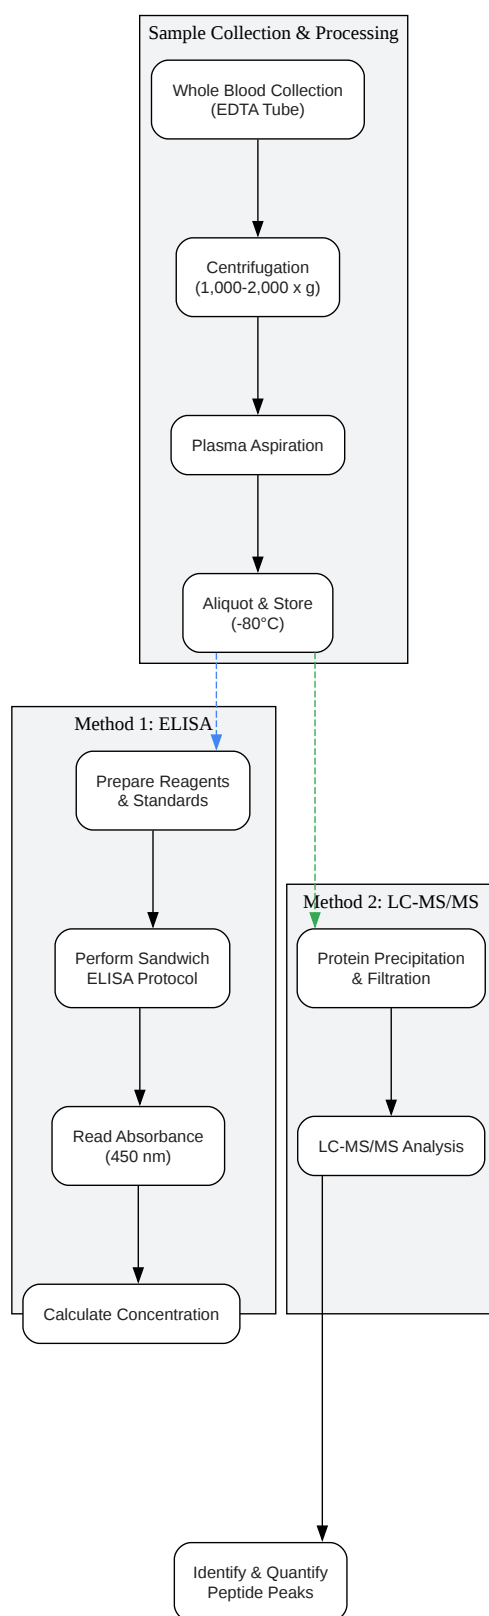 Sample Collection & Processing
Whole Blood Collection
(EDTA Tube)
Centrifugation
(1,000-2,000 x g)
Plasma Aspiration
Aliquot & Store
(-80°C)
Method 1: ELISA
Prepare Reagents
& Standards
Perform Sandwich
ELISA Protocol
Read Absorbance
(450 nm)
Calculate Concentration
Method 2: LC-MS/MS
Protein Precipitation
& Filtration
LC-MS/MS Analysis
Identify & Quantify
Peptide Peaks